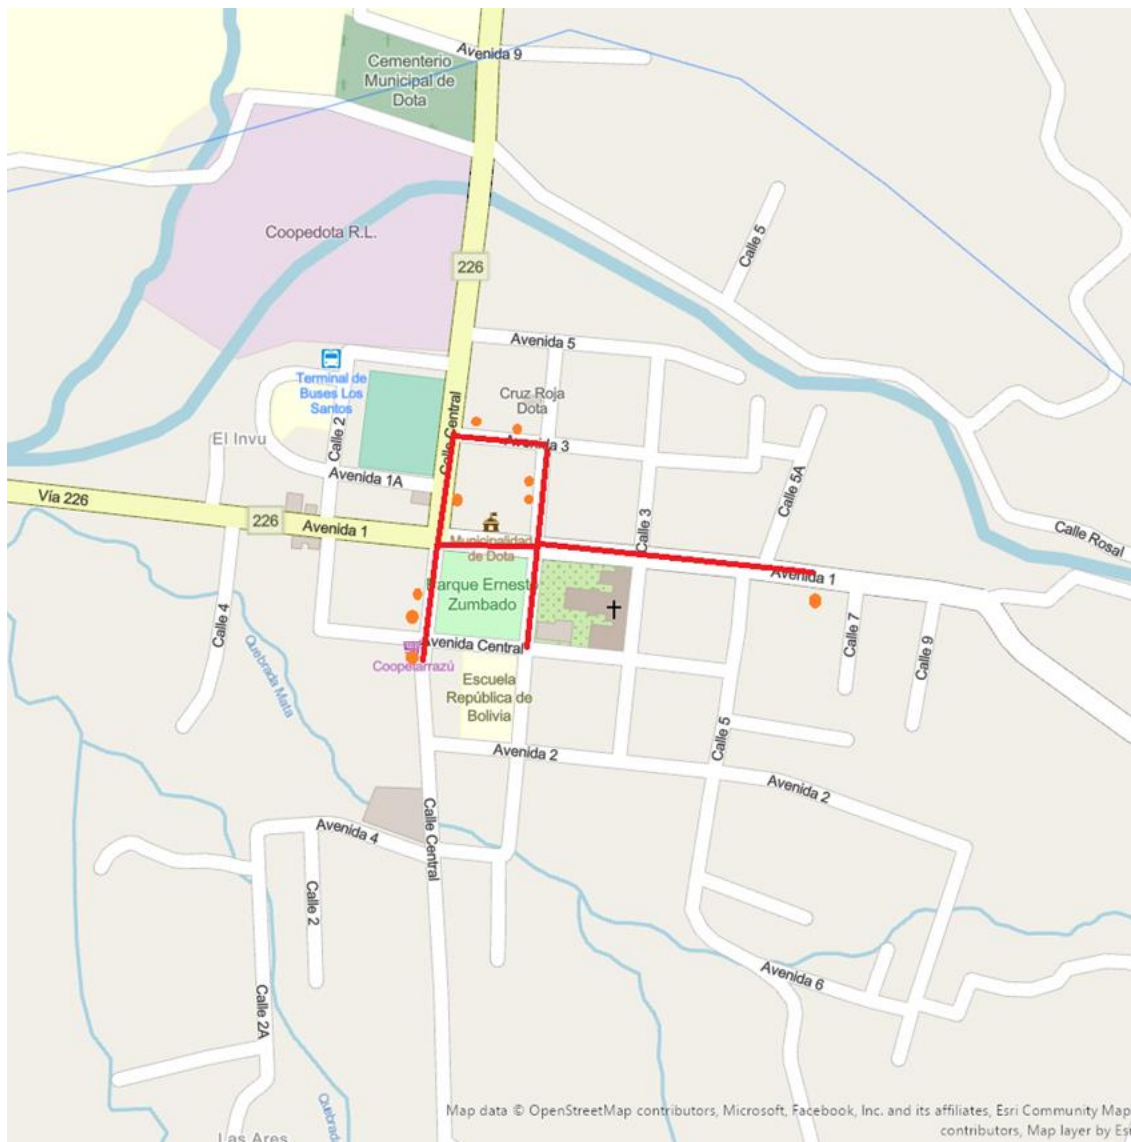 Avenida 9
Cementerio
Municipal de
Dota
Calle 5
Coopedota R.L.
226
Avenida 5
Terminal de
Buses Los
Santos
Cruz Roja
Dota
Calle Central
Calle 2
El Invu
Avenida 3
Avenida 1A
Calle 5A
Vía 226
226
Avenida 1
Municipalidad
de Dota
Calle 3
Calle Rosal
Avenida 1
Parque Ernesto
Zumbado
Calle 4
Calle 7
Calle 9
Avenida Central
Coopetarrazú
Quebrada Mata
Escuela
República de
Bolivia
Calle 5
Avenida 2
Avenida 2
Avenida 4
Calle Central
Calle 2
Avenida 6
Calle 2A
Quebrada
Las Ares
Map data © OpenStreetMap contributors, Microsoft, Facebook, Inc. and its affiliates, Esri Community Map
contributors, Map layer by Esri